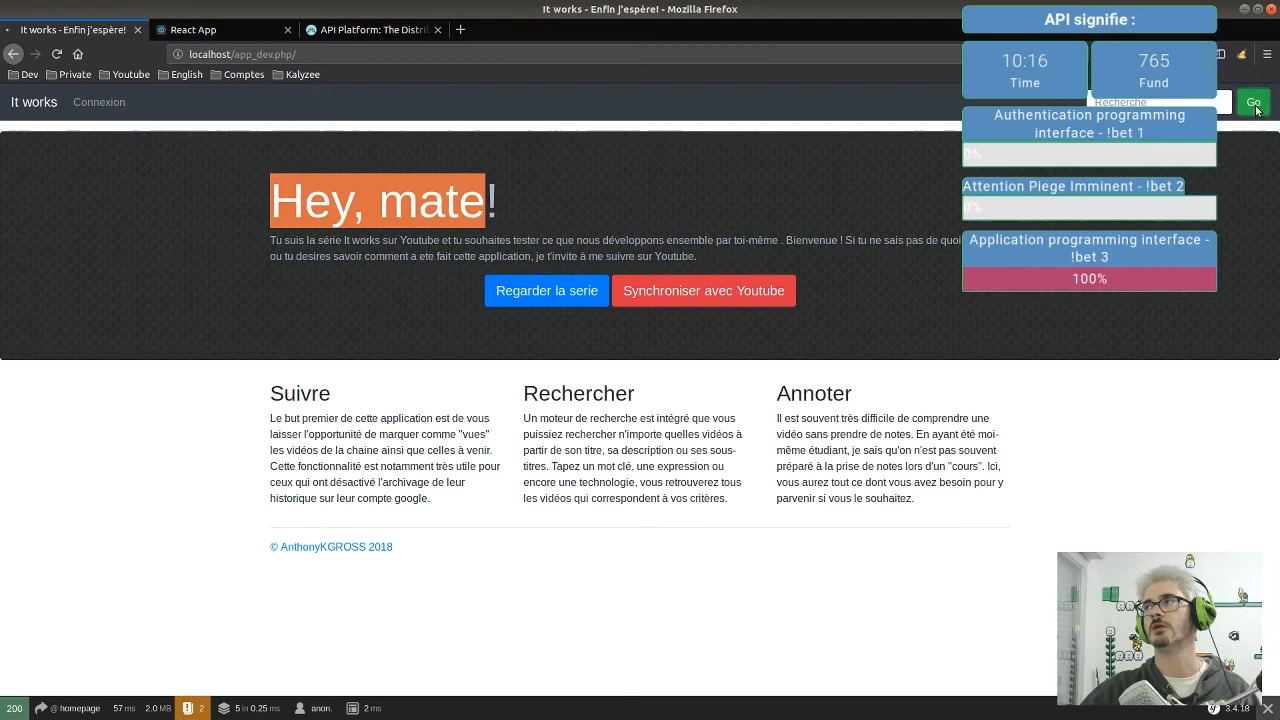 It works - Enfin j'espère! - Mozilla Firefox
It works - Enfin j'espère!
React App
API Platform: The Distrib
localhost/app_dev.php/
Dev
Private
Youtube
English
Comptes
Kalyzee
It works
Connexion
Recherche
Go
API signifie :
10:16
Time
765
Fund
Authentication programming
interface - !bet 1
0%
Attention Piege Imminent - !bet 2
0%
Application programming interface -
!bet 3
100%
Hey, mate!
Tu suis la série It works sur Youtube et tu souhaites tester ce que nous développons ensemble par toi-même . Bienvenue ! Si tu ne sais pas de quoi
ou tu desires savoir comment a ete fait cette application, je t'invite à me suivre sur Youtube.
Regarder la serie
Synchroniser avec Youtube
Suivre
Le but premier de cette application est de vous
laisser l'opportunité de marquer comme "vues"
les vidéos de la chaine ainsi que celles à venir.
Cette fonctionnalité est notamment très utile pour
ceux qui ont désactivé l'archivage de leur
historique sur leur compte google.
Rechercher
Un moteur de recherche est intégré que vous
puissiez rechercher n'importe quelles vidéos à
partir de son titre, sa description ou ses sous-
titres. Tapez un mot clé, une expression ou
encore une technologie, vous retrouverez tous
les vidéos qui correspondent à vos critères.
Annoter
Il est souvent très difficile de comprendre une
vidéo sans prendre de notes. En ayant été moi-
même étudiant, je sais qu'on n'est pas souvent
préparé à la prise de notes lors d'un "cours". Ici,
vous aurez tout ce dont vous avez besoin pour y
parvenir si vous le souhaitez.
© AnthonyKGROSS 2018
200
@ homepage
57 ms
2.0 MB
2
5 in 0.25 ms
anon.
2 ms
3.4.18